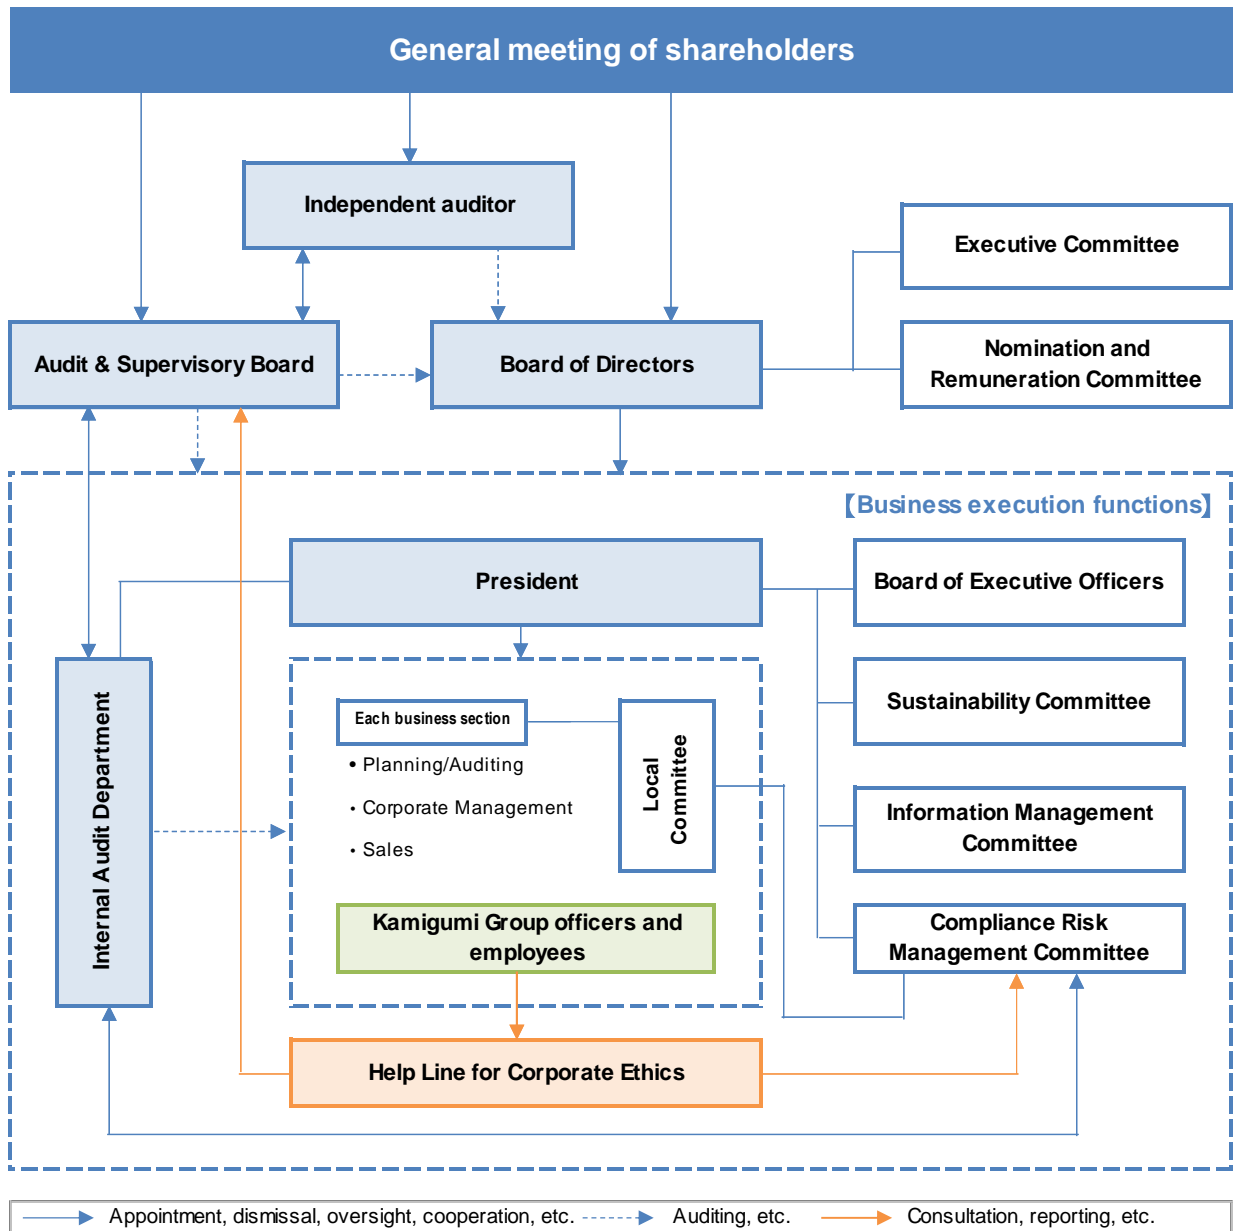 General meeting of shareholders
Independent auditor
Executive Committee
Audit & Supervisory Board
Board of Directors
Nomination and
Remuneration Committee
【Business execution functions】
President
Board of Executive Officers
Internal Audit Department
Each business section
• Planning/Auditing
• Corporate Management
• Sales
Local
Committee
Sustainability Committee
Information Management
Committee
Kamigumi Group officers and
employees
Compliance Risk
Management Committee
Help Line for Corporate Ethics
Appointment, dismissal, oversight, cooperation, etc.
Auditing, etc.
Consultation, reporting, etc.